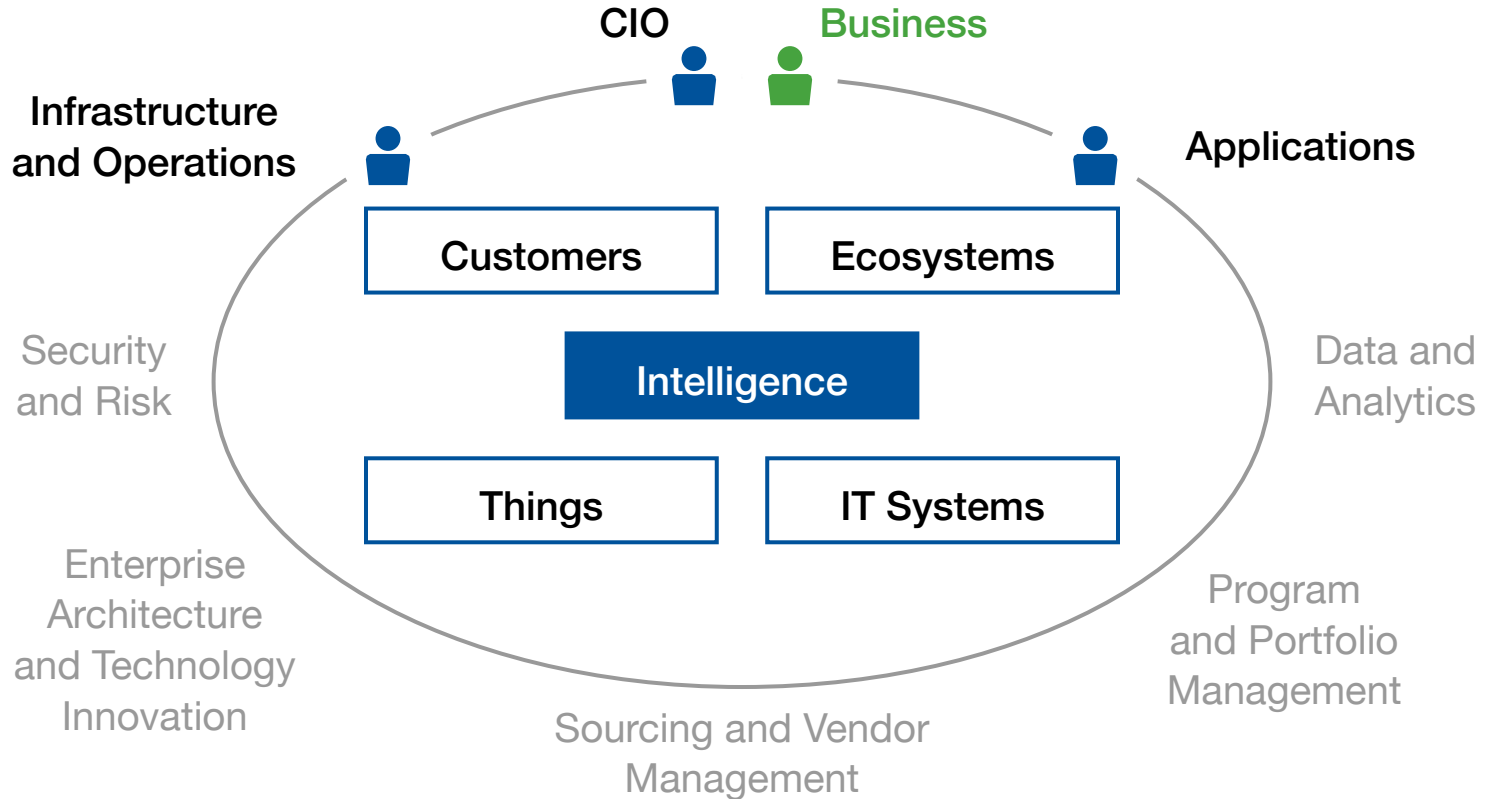 CIO
Business
Infrastructure
and Operations
Applications
Customers
Ecosystems
Security
and Risk
Intelligence
Data and
Analytics
Things
IT Systems
Enterprise
Architecture
and Technology
Innovation
Program
and Portfolio
Management
Sourcing and Vendor
Management